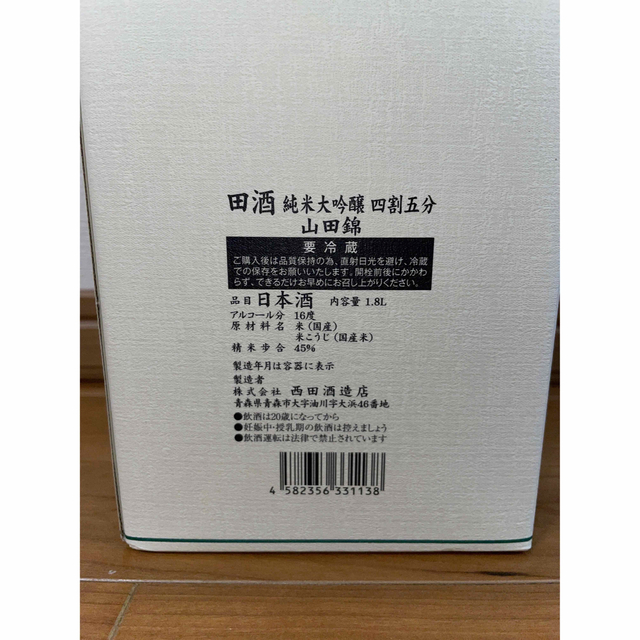 田酒 純米大吟醸 四割五分
山田錦
要冷蔵
ご購入後は品質保持の為、直射日光を避け、冷蔵
での保存をお願いいたします。開栓前後にかかわ
らず、できるだけお早めにお召し上がりください。
品目 日本酒 内容量 1.8L
アルコール分 16度
原材料名 米(国産)
米こうじ(国産米)
精米歩合 45%
製造年月は容器に表示
製造者
株式会社 西田酒造店
青森県青森市大字油川字大浜46番地
●飲酒は20歳になってから
●妊娠中・授乳期の飲酒は控えましょう
●飲酒運転は法律で禁止されています
4 582356 331138